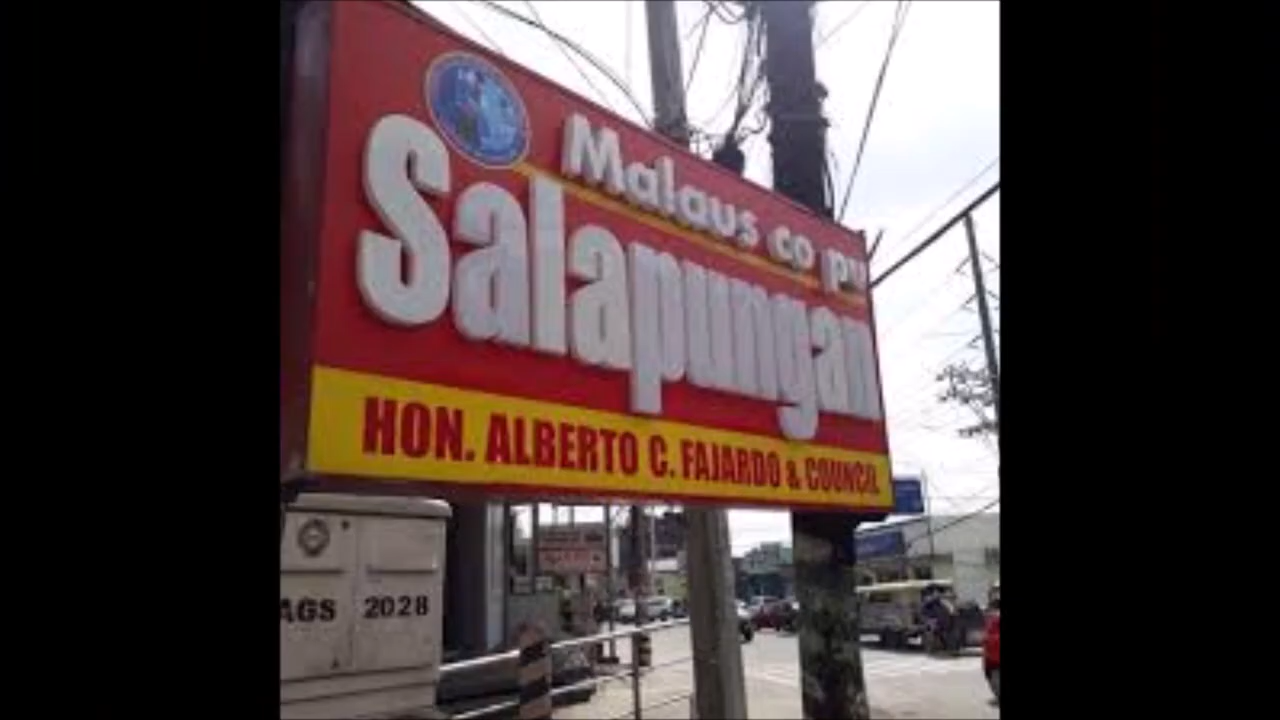 Malaus co pu
Salapungan
HON. ALBERTO C. FAJARDO & COUNCIL
AGS 2028